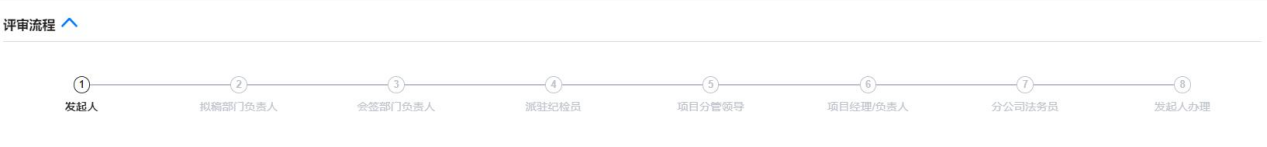 评审流程
1 2 3 4 5 6 7 8
发起人 拟稿部门负责人 会签部门负责人 派驻纪检员 项目分管领导 项目经理/负责人 分公司法务员 发起人办理